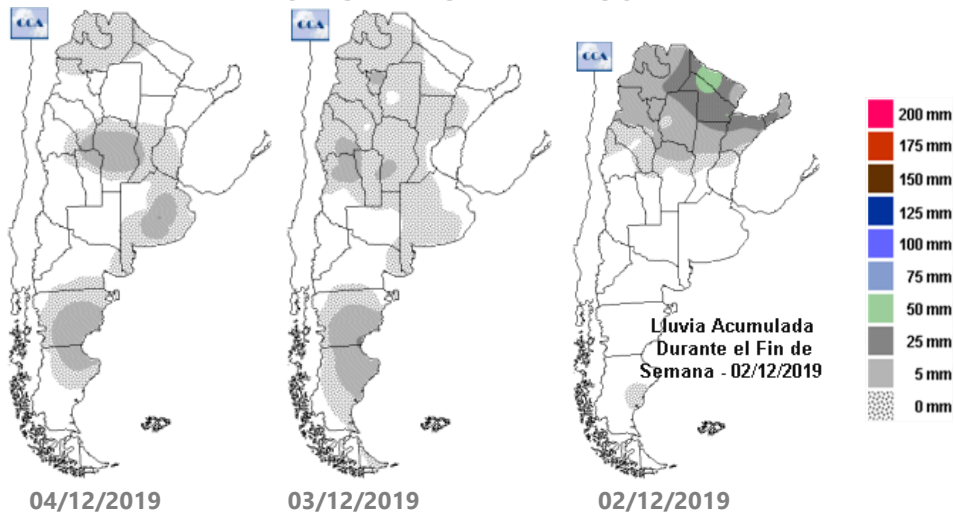 CCA
CCA
CCA
Lluvia Acumulada
Durante el Fin de
Semana - 02/12/2019
200 mm
175 mm
150 mm
125 mm
100 mm
75 mm
50 mm
25 mm
5 mm
0 mm
04/12/2019
03/12/2019
02/12/2019